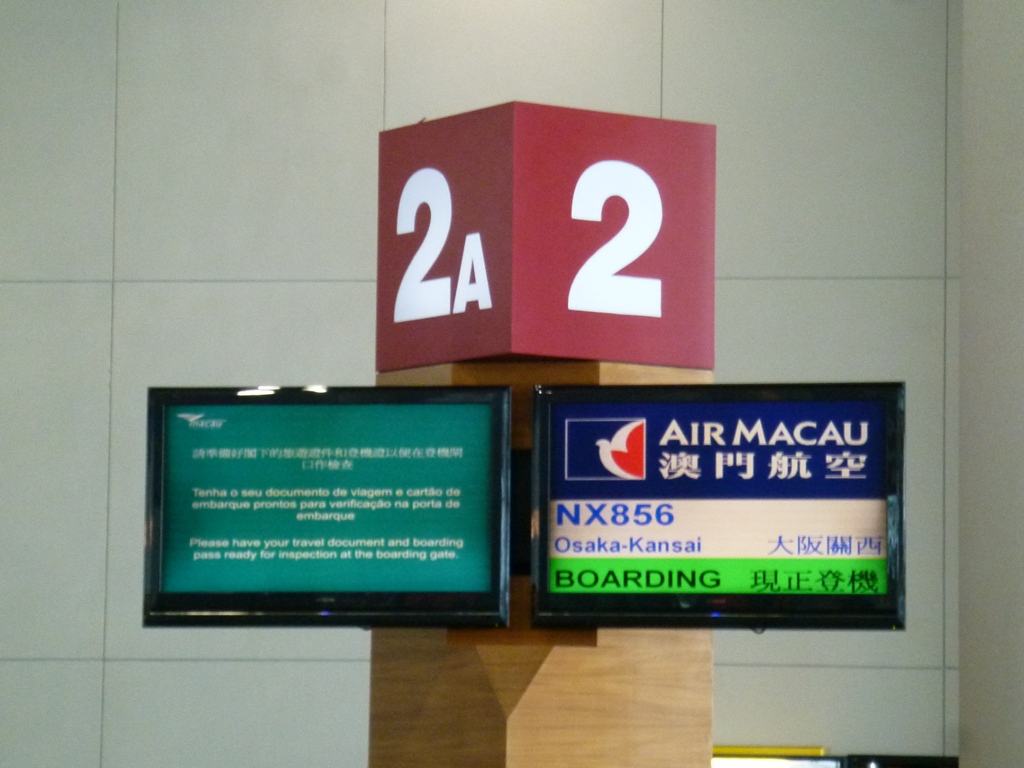 2A
2
macau
請準備好閣下的旅遊證件和登機證以便在登機閘
口作檢查
Tenha o seu documento de viagem e cartão de
embarque prontos para verificação na porta de
embarque
Please have your travel document and boarding
pass ready for inspection at the boarding gate.
AIR MACAU
澳門航空
NX856
Osaka-Kansai 大阪關西
BOARDING 現正登機